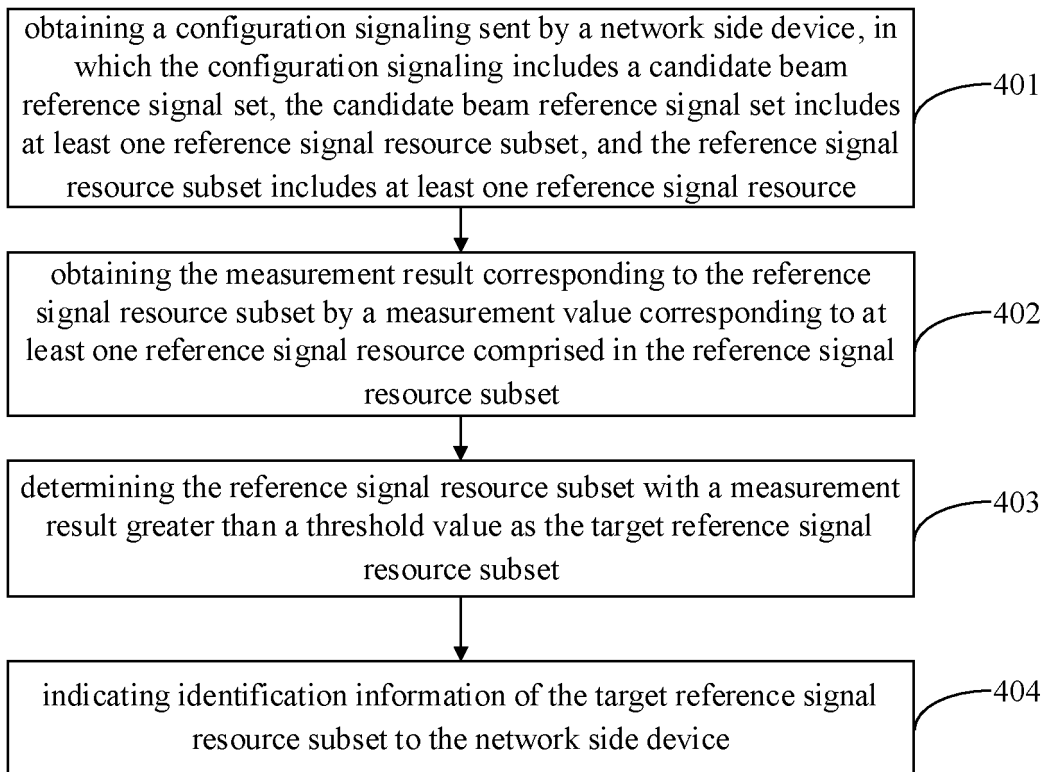 obtaining a configuration signaling sent by a network side device, in
which the configuration signaling includes a candidate beam
reference signal set, the candidate beam reference signal set includes
at least one reference signal resource subset, and the reference signal
resource subset includes at least one reference signal resource
401
obtaining the measurement result corresponding to the reference
signal resource subset by a measurement value corresponding to at
least one reference signal resource comprised in the reference signal
resource subset
402
determining the reference signal resource subset with a measurement
result greater than a threshold value as the target reference signal
resource subset
403
indicating identification information of the target reference signal
resource subset to the network side device
404